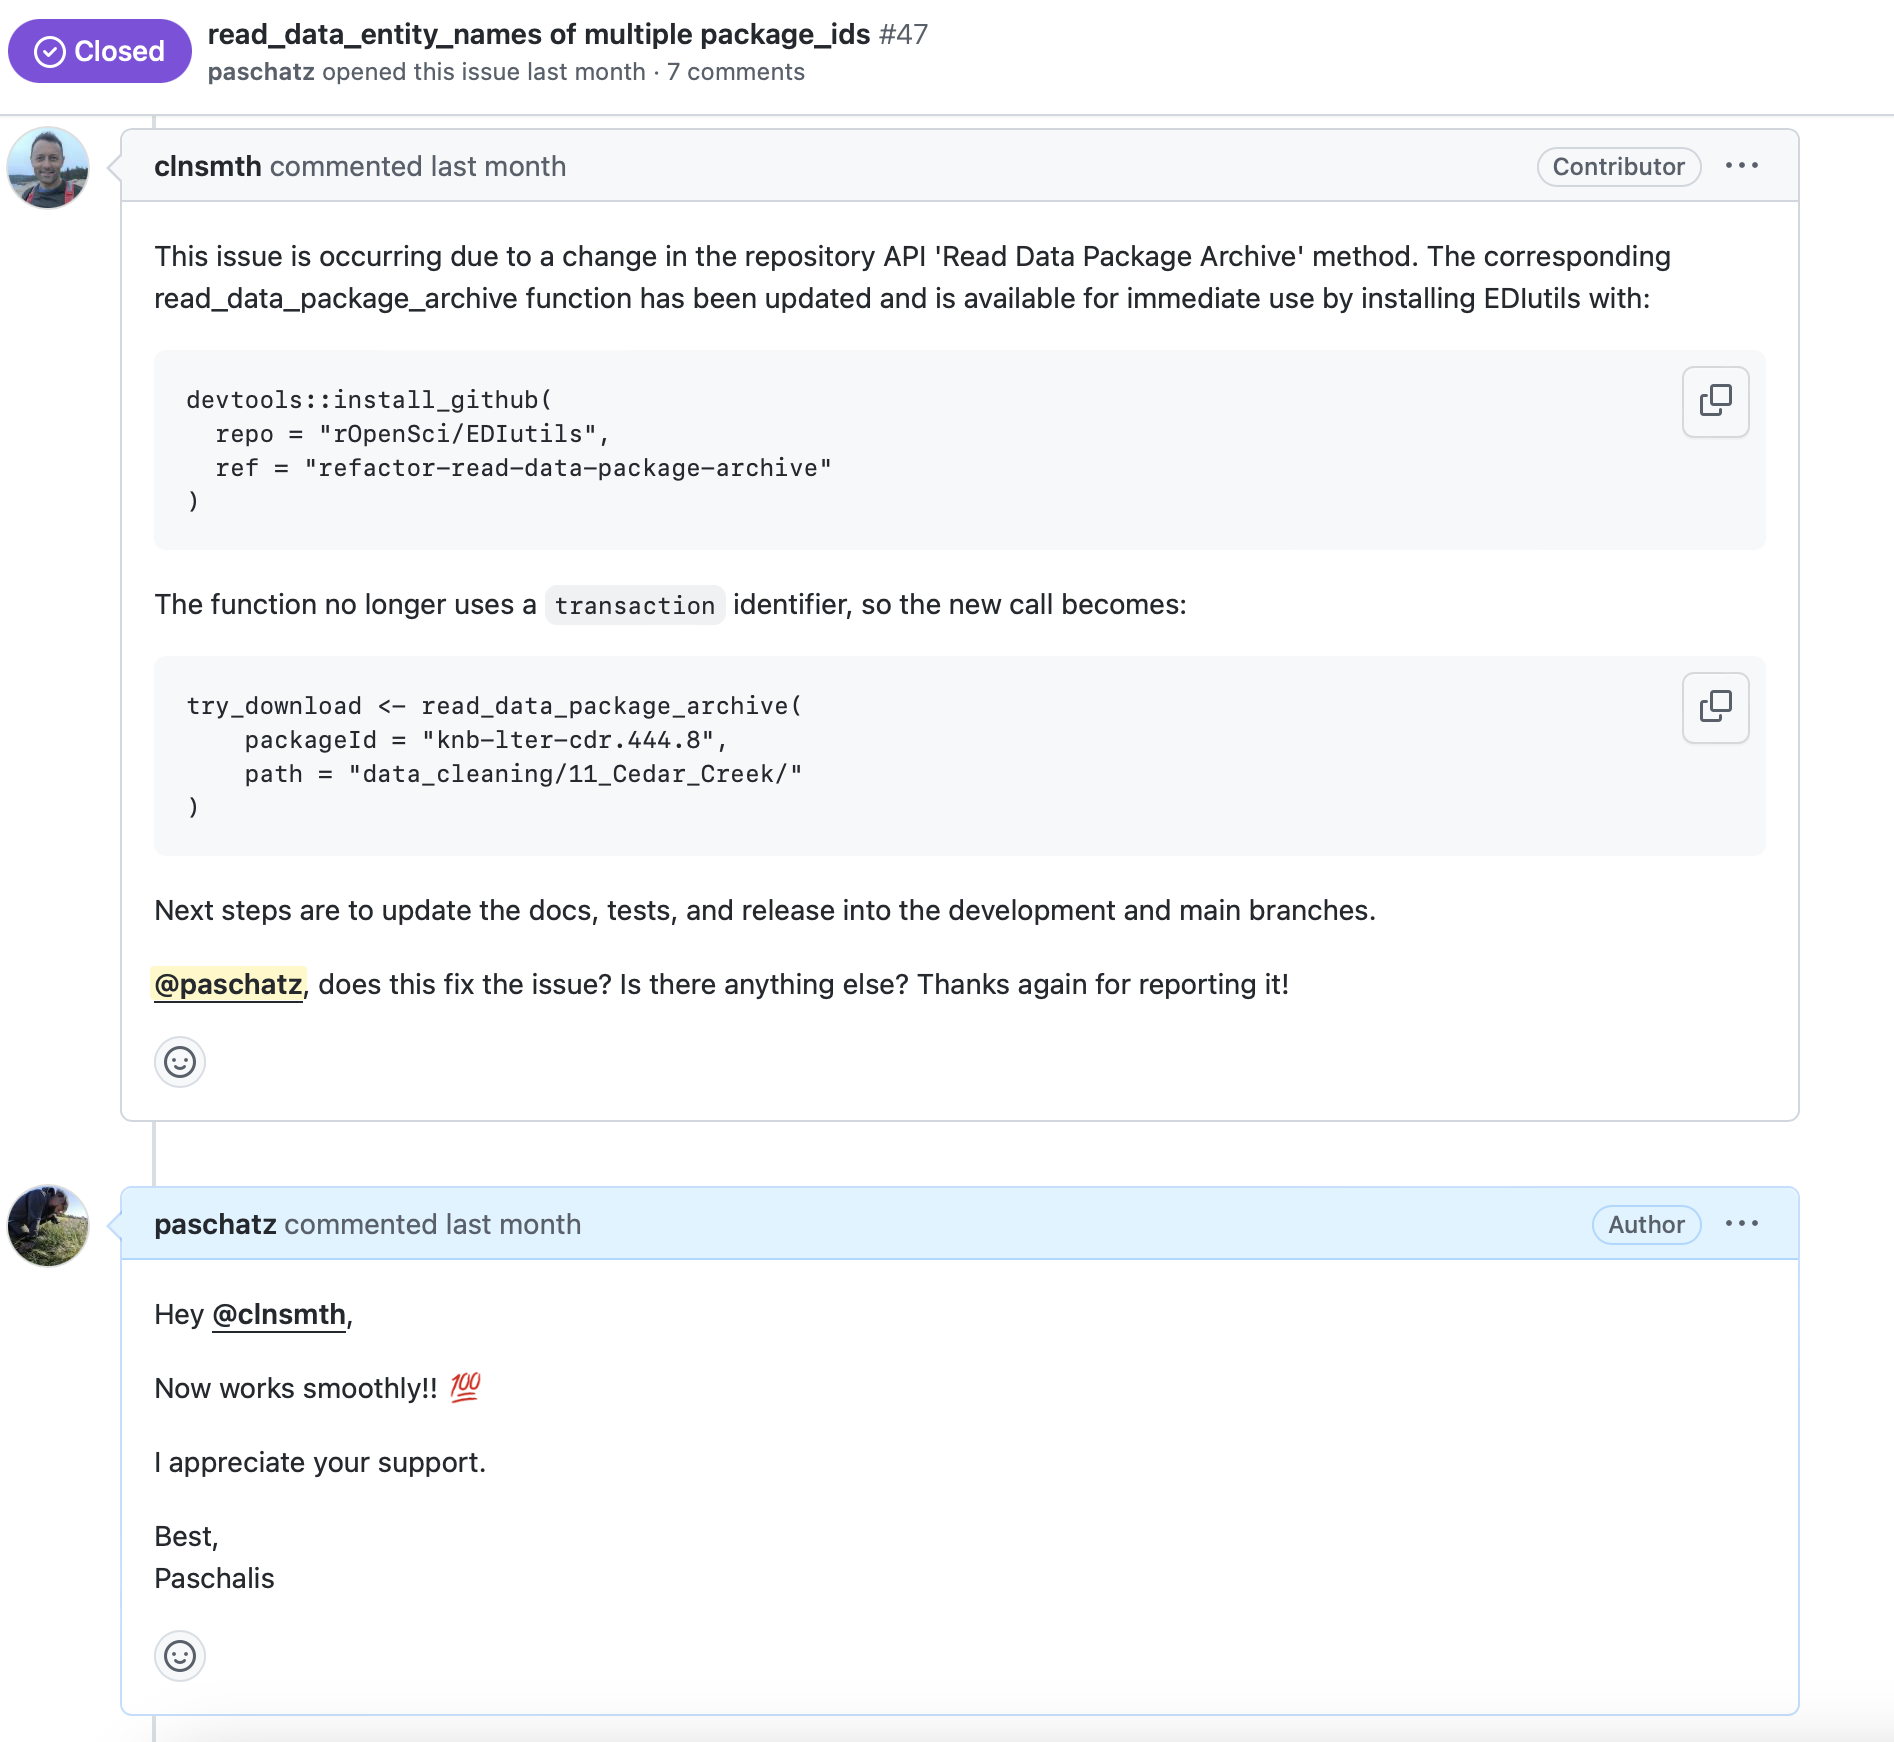 Closed
read_data_entity_names of multiple package_ids #47
paschatz opened this issue last month · 7 comments
clnsmth commented last month
Contributor
This issue is occurring due to a change in the repository API 'Read Data Package Archive' method. The corresponding
read_data_package_archive function has been updated and is available for immediate use by installing EDIutils with:
devtools::install_github(
  repo = "rOpenSci/EDIutils",
  ref = "refactor-read-data-package-archive"
)
The function no longer uses a transaction identifier, so the new call becomes:
try_download <- read_data_package_archive(
    packageId = "knb-lter-cdr.444.8",
    path = "data_cleaning/11_Cedar_Creek/"
)
Next steps are to update the docs, tests, and release into the development and main branches.
@paschatz, does this fix the issue? Is there anything else? Thanks again for reporting it!
paschatz commented last month
Author
Hey @clnsmth,
Now works smoothly!! 💯
I appreciate your support.
Best,
Paschalis